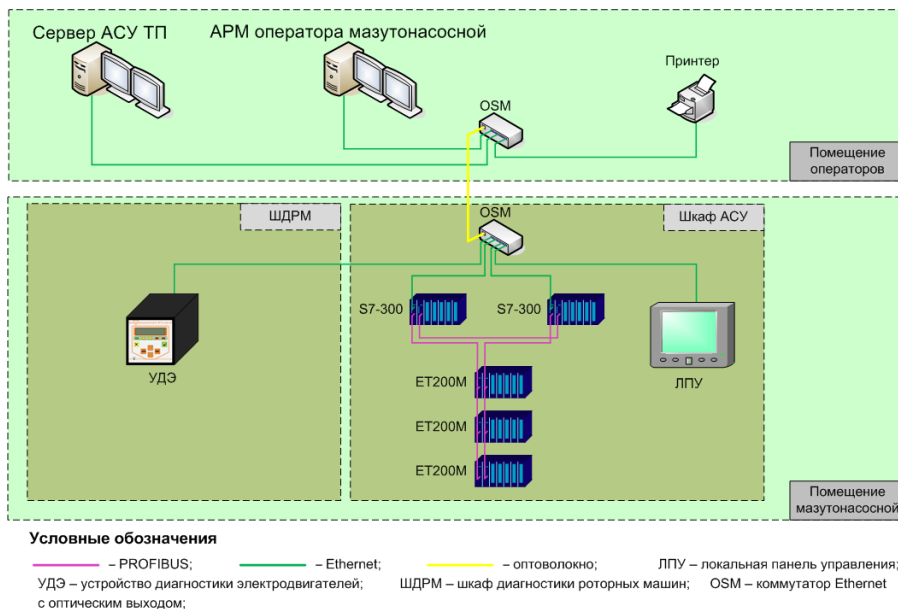 Сервер АСУ ТП
АРМ оператора мазутонасосной
Принтер
OSM
Помещение
операторов
ШДРМ
OSM
Шкаф АСУ
S7-300
S7-300
УДЭ
ET200M
ЛПУ
ET200M
ET200M
Помещение
мазутонасосной
Условные обозначения
– PROFIBUS; – Ethernet; – оптоволокно; ЛПУ – локальная панель управления;
УДЭ – устройство диагностики электродвигателей; ШДРМ – шкаф диагностики роторных машин; OSM – коммутатор Ethernet
с оптическим выходом;